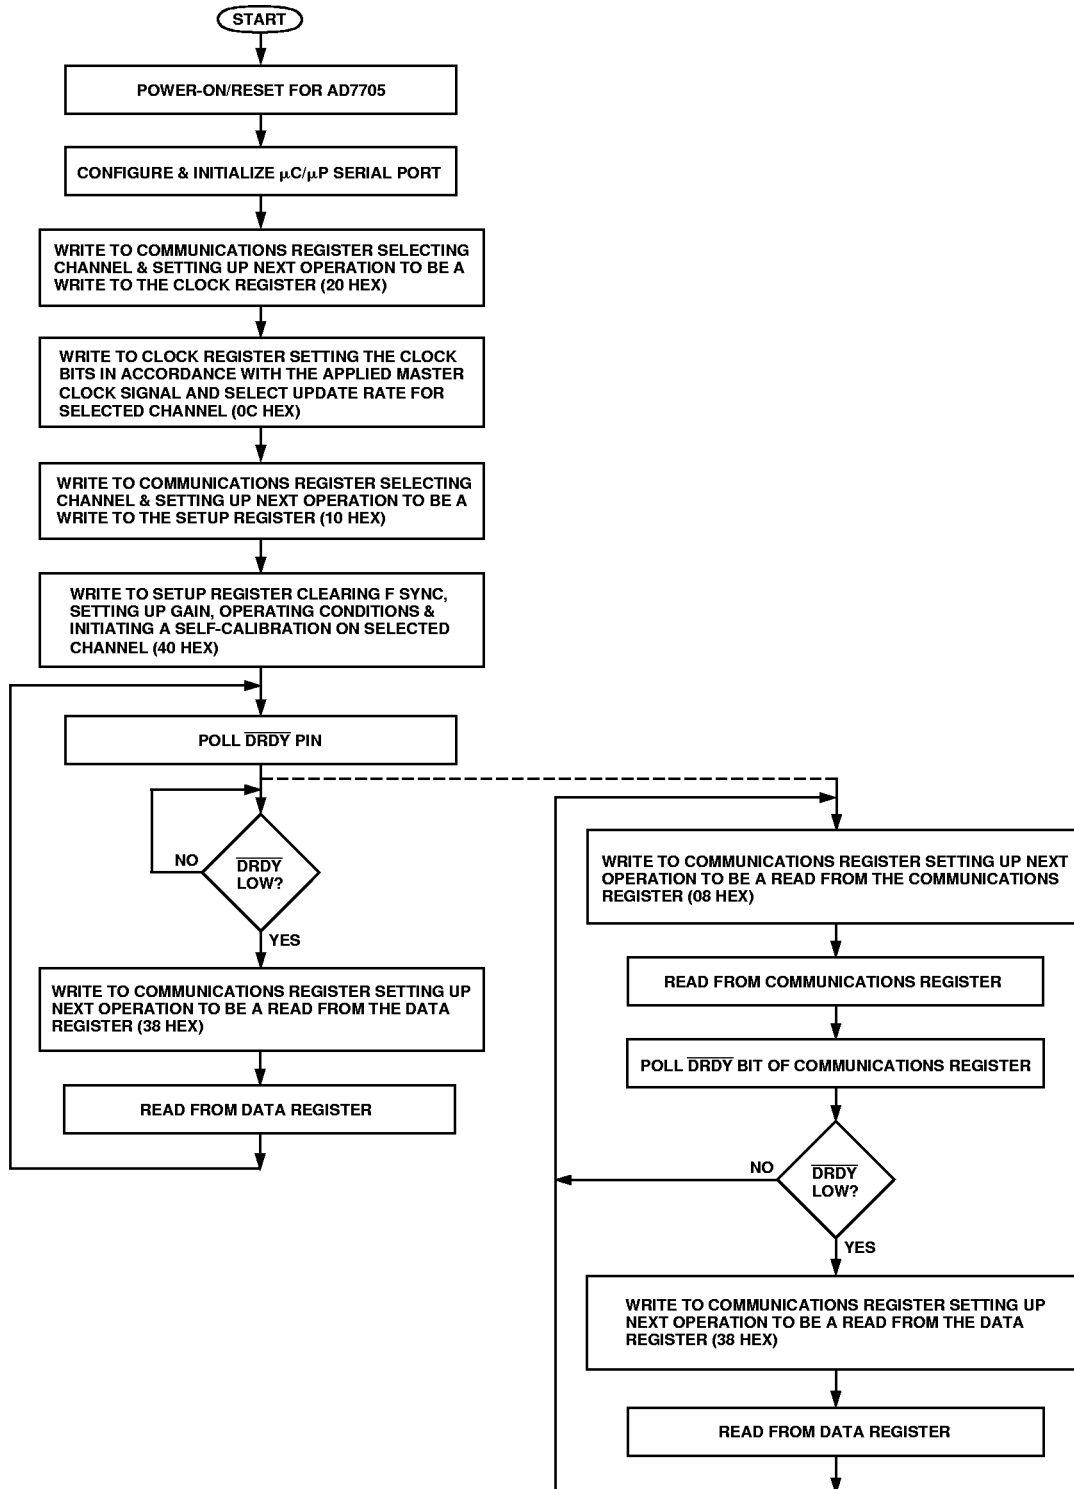 START
POWER-ON/RESET FOR AD7705
CONFIGURE & INITIALIZE μC/μP SERIAL PORT
WRITE TO COMMUNICATIONS REGISTER SELECTING
CHANNEL & SETTING UP NEXT OPERATION TO BE A
WRITE TO THE CLOCK REGISTER (20 HEX)
WRITE TO CLOCK REGISTER SETTING THE CLOCK
BITS IN ACCORDANCE WITH THE APPLIED MASTER
CLOCK SIGNAL AND SELECT UPDATE RATE FOR
SELECTED CHANNEL (0C HEX)
WRITE TO COMMUNICATIONS REGISTER SELECTING
CHANNEL & SETTING UP NEXT OPERATION TO BE A
WRITE TO THE SETUP REGISTER (10 HEX)
WRITE TO SETUP REGISTER CLEARING F SYNC,
SETTING UP GAIN, OPERATING CONDITIONS &
INITIATING A SELF-CALIBRATION ON SELECTED
CHANNEL (40 HEX)
POLL DRDY PIN
NO
DRDY
LOW?
YES
WRITE TO COMMUNICATIONS REGISTER SETTING UP
NEXT OPERATION TO BE A READ FROM THE DATA
REGISTER (38 HEX)
READ FROM DATA REGISTER
WRITE TO COMMUNICATIONS REGISTER SETTING UP NEXT
OPERATION TO BE A READ FROM THE COMMUNICATIONS
REGISTER (08 HEX)
READ FROM COMMUNICATIONS REGISTER
POLL DRDY BIT OF COMMUNICATIONS REGISTER
NO
DRDY
LOW?
YES
WRITE TO COMMUNICATIONS REGISTER SETTING UP
NEXT OPERATION TO BE A READ FROM THE DATA
REGISTER (38 HEX)
READ FROM DATA REGISTER